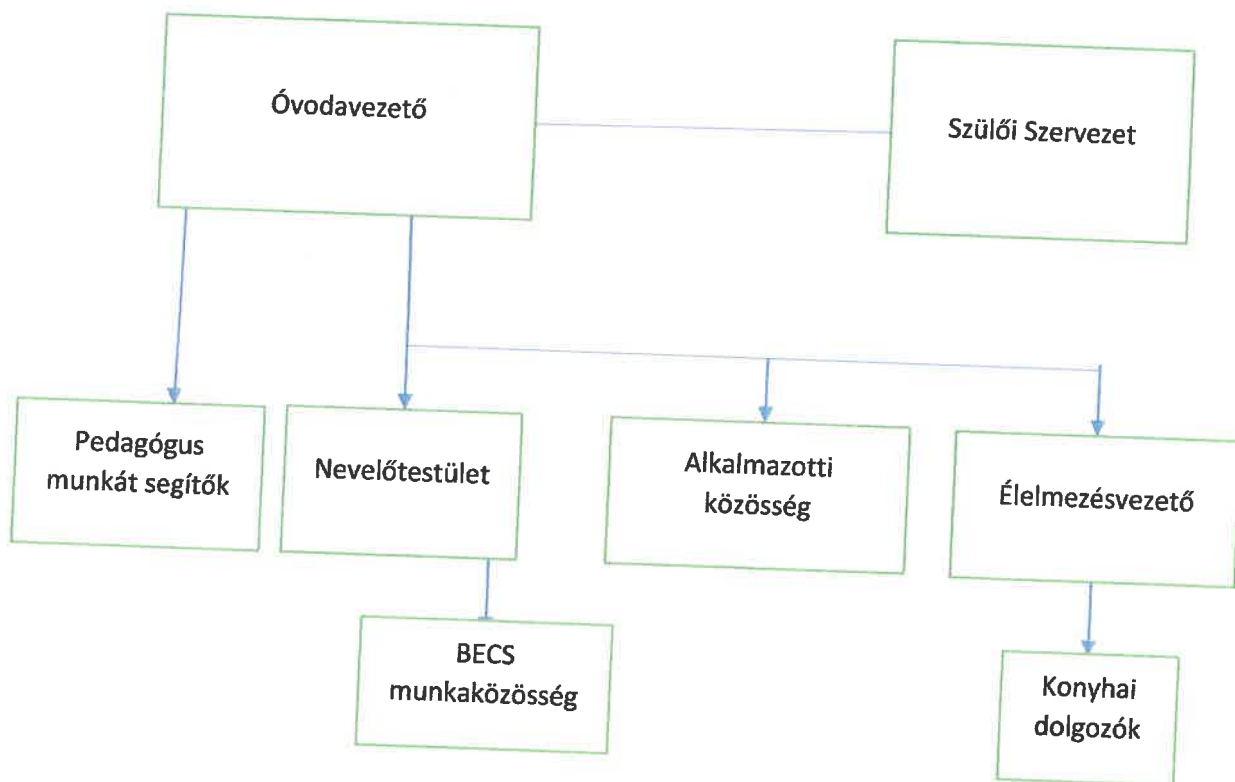 Óvodavezető
Szülői Szervezet
Pedagógus
munkát segítők
Nevelőtestület
Alkalmazotti
közösség
Élelmezésvezető
BECS
munkaközösség
Konyhai
dolgozók